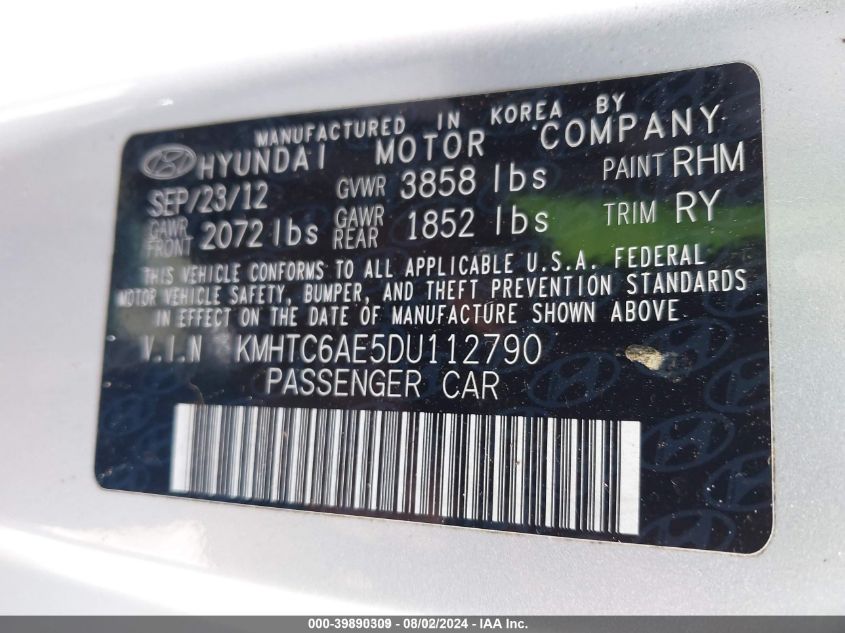 MANUFACTURED IN KOREA BY
HYUNDAI MOTOR COMPANY
SEP/23/12 GVWR 3858 lbs PAINT RHM
GAWR FRONT 2072 lbs GAWR REAR 1852 lbs TRIM RY
THIS VEHICLE CONFORMS TO ALL APPLICABLE U.S.A. FEDERAL
MOTOR VEHICLE SAFETY, BUMPER, AND THEFT PREVENTION STANDARDS
IN EFFECT ON THE DATE OF MANUFACTURE SHOWN ABOVE
V.I.N KMHTC6AE5DU112790
PASSENGER CAR
000-39890309 - 08/02/2024 - IAA Inc.